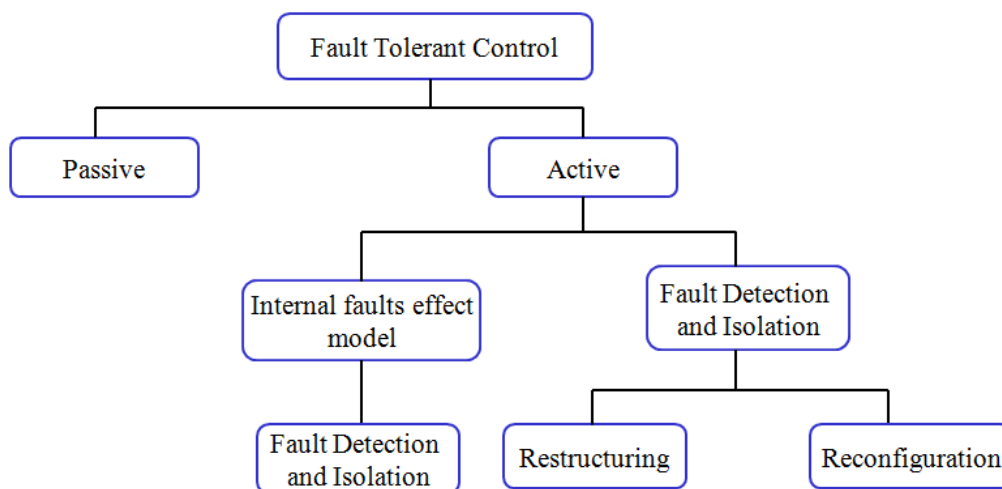 Fault Tolerant Control
Passive
Active
Internal faults effect
model
Fault Detection
and Isolation
Fault Detection
and Isolation
Restructuring
Reconfiguration